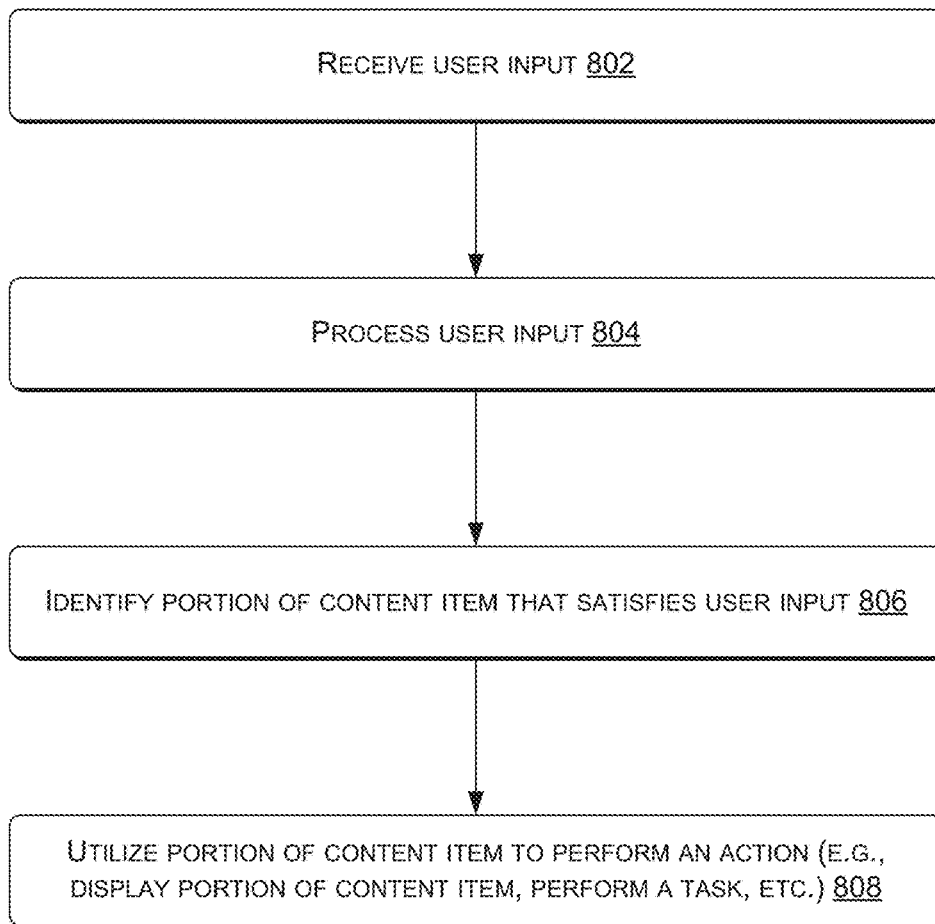 RECEIVE USER INPUT 802
PROCESS USER INPUT 804
IDENTIFY PORTION OF CONTENT ITEM THAT SATISFIES USER INPUT 806
UTILIZE PORTION OF CONTENT ITEM TO PERFORM AN ACTION (E.G.,
DISPLAY PORTION OF CONTENT ITEM, PERFORM A TASK, ETC.) 808